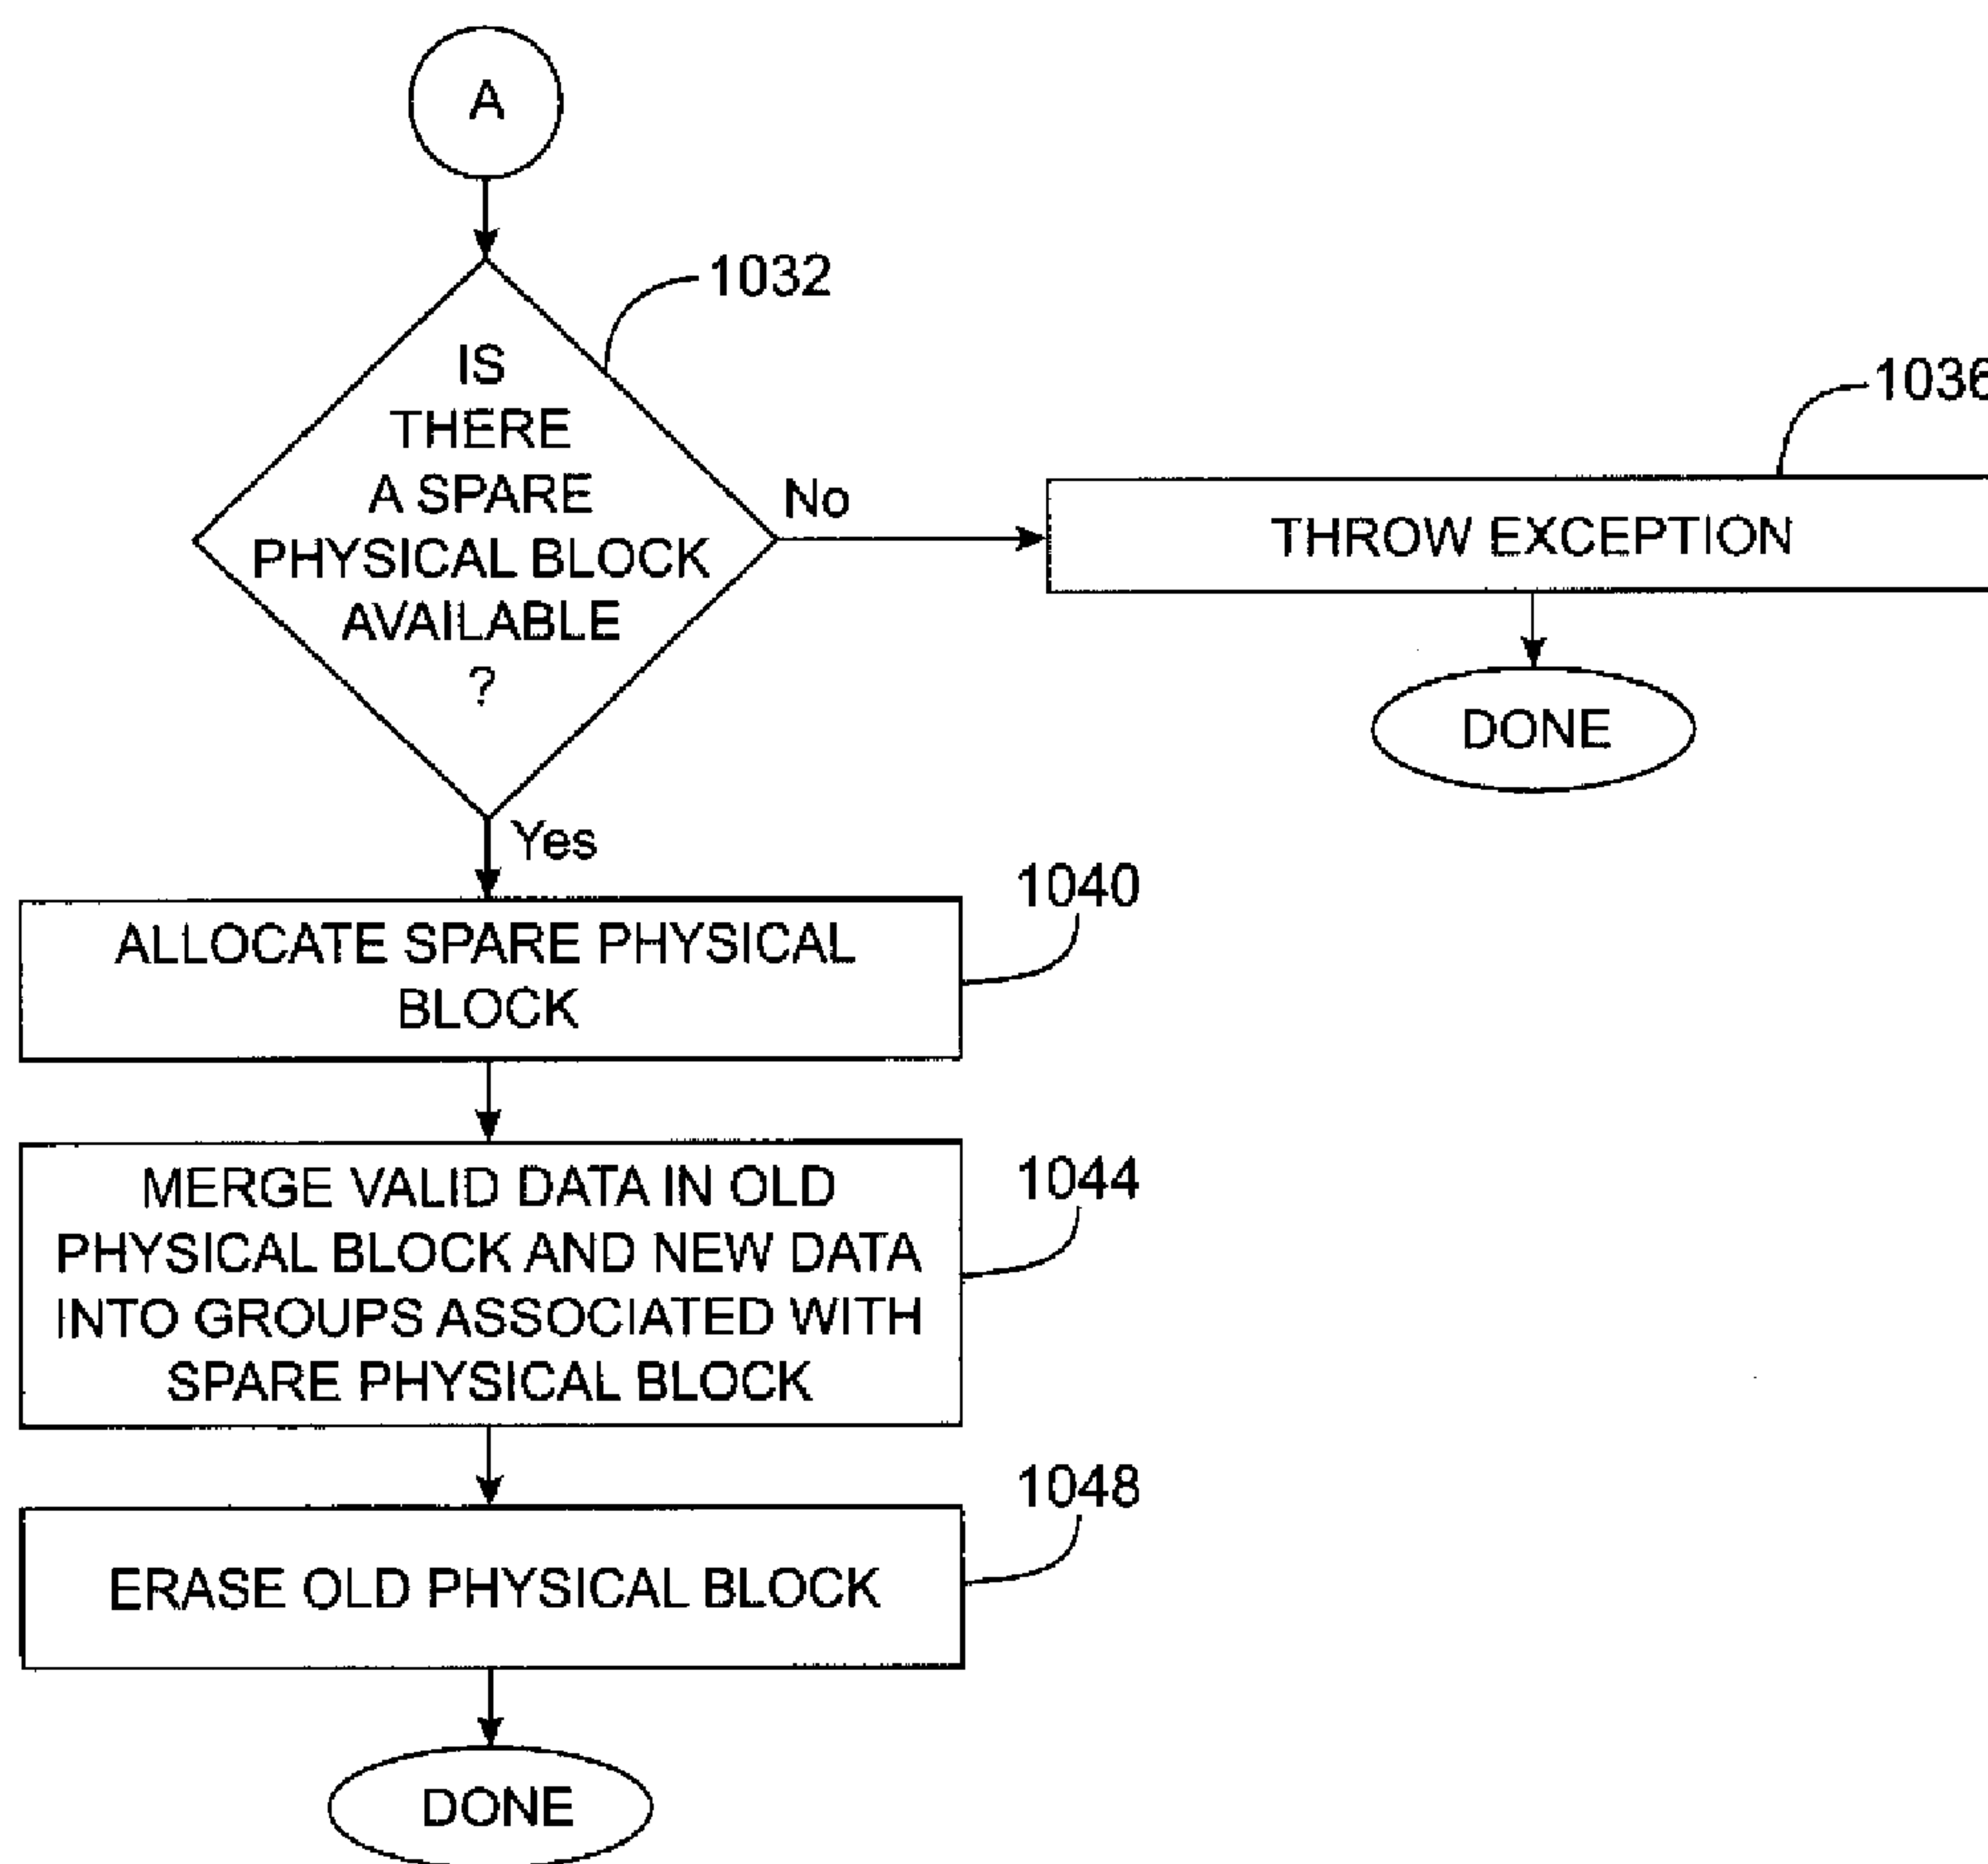 A
1032
IS
THERE
A SPARE
PHYSICAL BLOCK
AVAILABLE
?
No
1036
THROW EXCEPTION
DONE
Yes
1040
ALLOCATE SPARE PHYSICAL
BLOCK
1044
MERGE VALID DATA IN OLD
PHYSICAL BLOCK AND NEW DATA
INTO GROUPS ASSOCIATED WITH
SPARE PHYSICAL BLOCK
1048
ERASE OLD PHYSICAL BLOCK
DONE